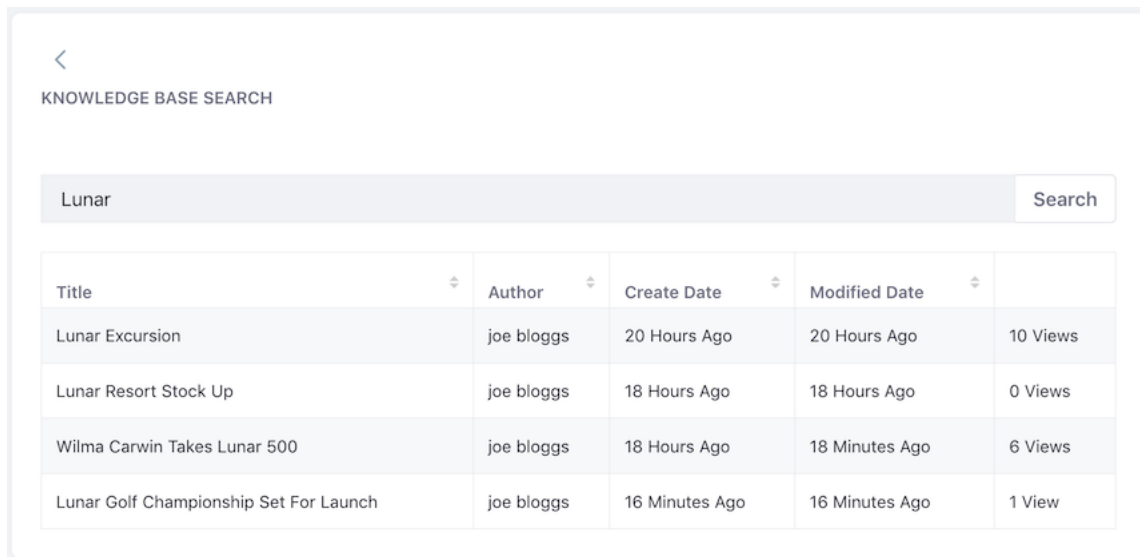 KNOWLEDGE BASE SEARCH
Lunar Search
Title Author Create Date Modified Date
Lunar Excursion joe bloggs 20 Hours Ago 20 Hours Ago 10 Views
Lunar Resort Stock Up joe bloggs 18 Hours Ago 18 Hours Ago 0 Views
Wilma Carwin Takes Lunar 500 joe bloggs 18 Hours Ago 18 Minutes Ago 6 Views
Lunar Golf Championship Set For Launch joe bloggs 16 Minutes Ago 16 Minutes Ago 1 View